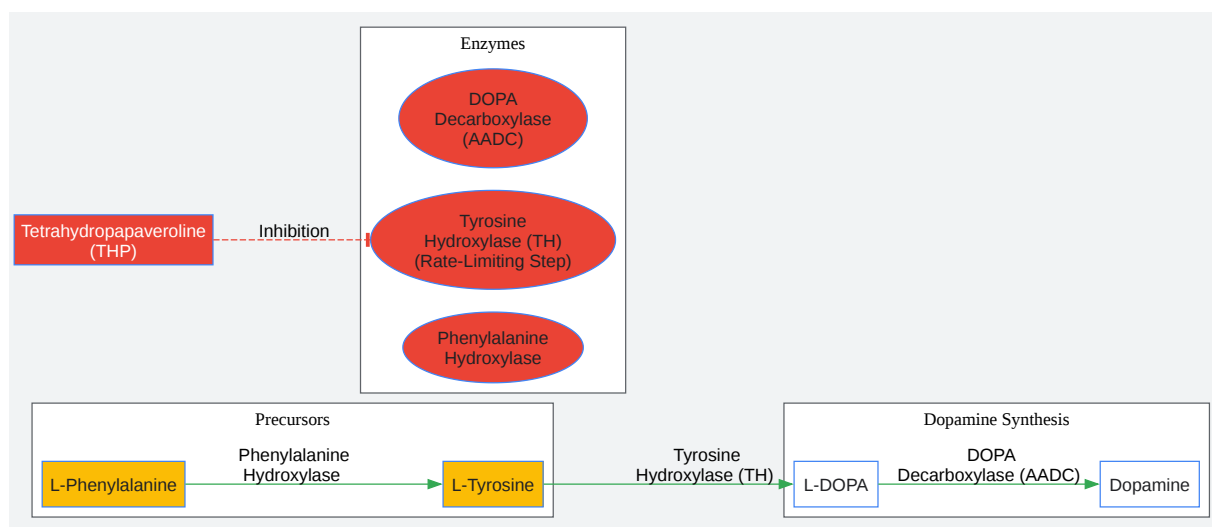 Enzymes
DOPA
Decarboxylase
(AADC)
Tetrahydropapaveroline
(THP)
Inhibition
Tyrosine
Hydroxylase (TH)
(Rate-Limiting Step)
Phenylalanine
Hydroxylase
Precursors
L-Phenylalanine
Phenylalanine
Hydroxylase
L-Tyrosine
Tyrosine
Hydroxylase (TH)
Dopamine Synthesis
L-DOPA
DOPA
Decarboxylase (AADC)
Dopamine